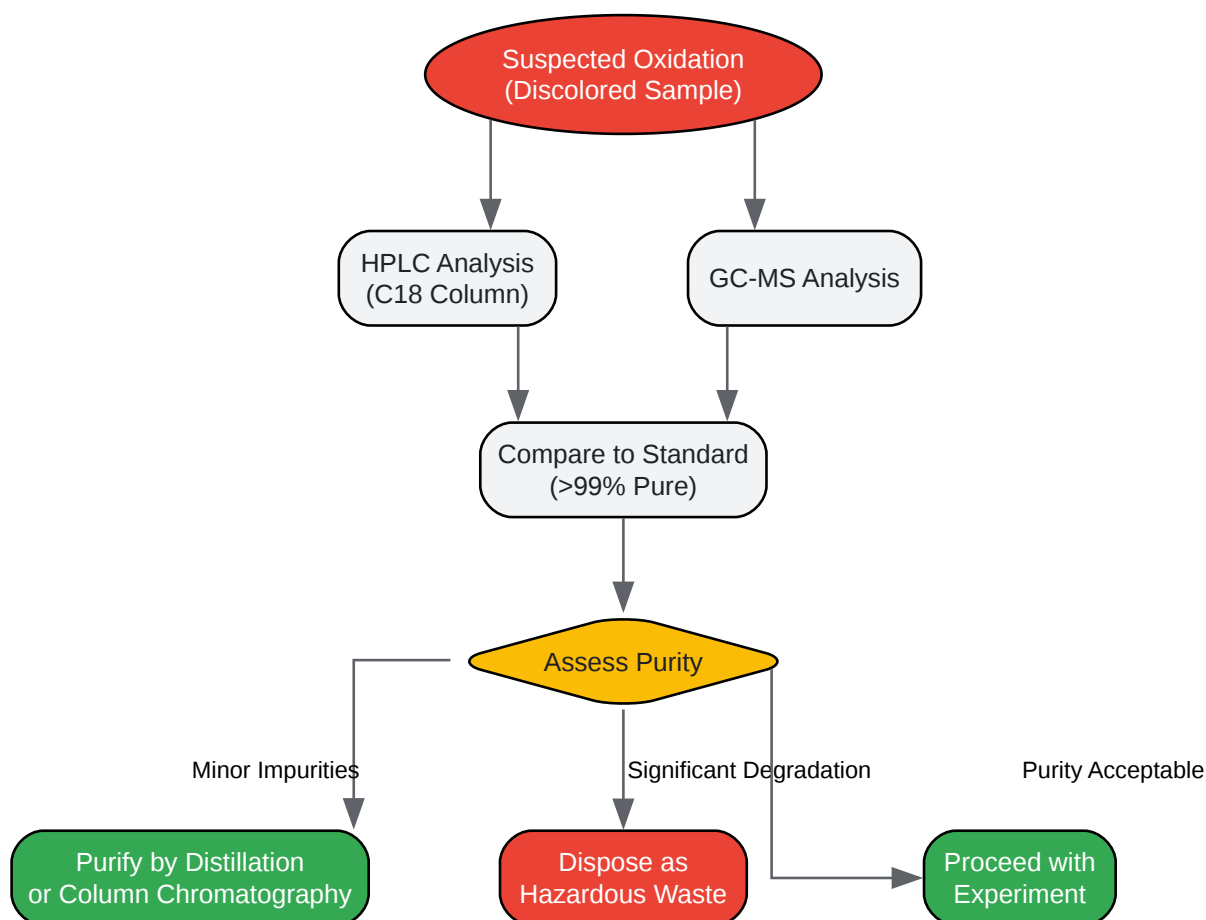 Suspected Oxidation
(Discolored Sample)
HPLC Analysis
(C18 Column)
GC-MS Analysis
Compare to Standard
(>99% Pure)
Assess Purity
Minor Impurities
Significant Degradation
Purity Acceptable
Purify by Distillation
or Column Chromatography
Dispose as
Hazardous Waste
Proceed with
Experiment